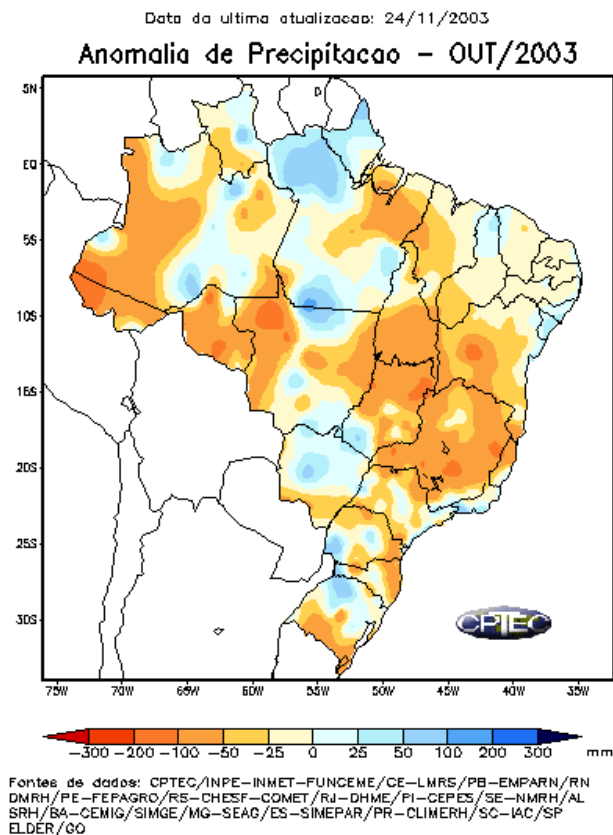 Data da ultima atualizacao: 24/11/2003
Anomalia de Precipitacao - OUT/2003
5N
EQ
5S
10S
15S
20S
25S
30S
75W 70W 65W 60W 55W 50W 45W 40W 35W
CPTEC
-300 -200 -100 -50 -25 0 25 50 100 200 300 mm
Fontes de dados: CPTEC/INPE-INMET-FUNCEME/CE-LMRS/PB-EMPARN/RN
DMRH/PE-FEPAGRO/RS-CHESF-COMET/RJ-DHME/PI-CEPES/SE-NMRH/AL
SRH/BA-CEMIG/SIMGE/MG-SEAG/ES-SIMEPAR/PR-CLIMERH/SC-IAC/SP
ELDER/GO